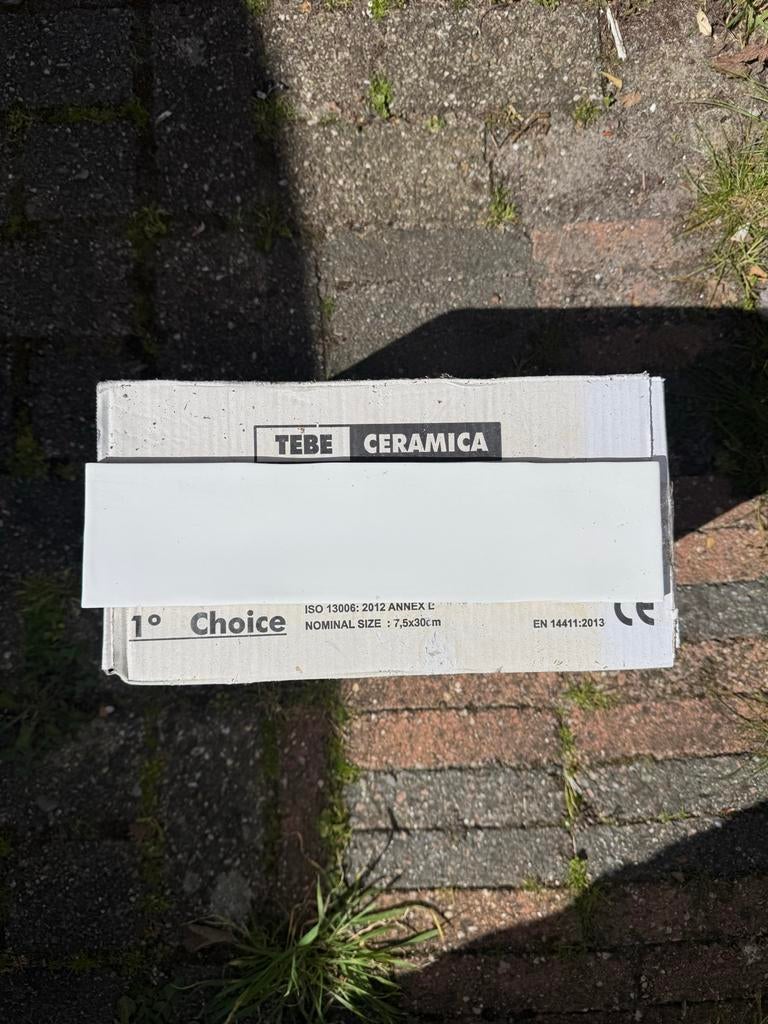 TEBE CERAMICA
ISO 13006: 2012 ANNEX L
1° Choice
NOMINAL SIZE : 7,5x30cm
EN 14411:2013
CE